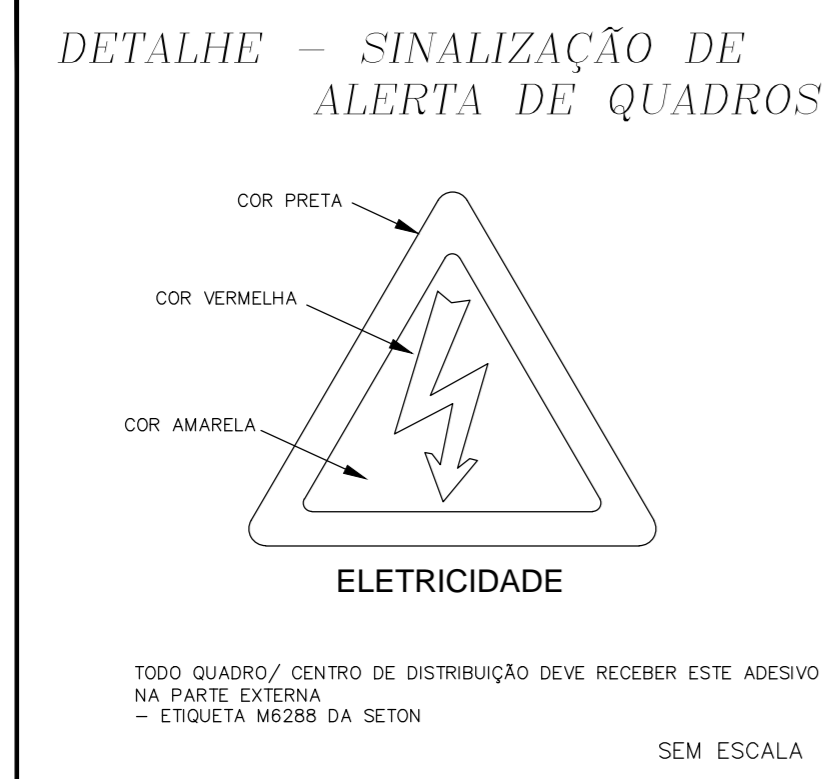 DETALHE – SINALIZAÇÃO DE
ALERTA DE QUADROS
COR PRETA
COR VERMELHA
COR AMARELA
ELETRICIDADE
TODO QUADRO/ CENTRO DE DISTRIBUIÇÃO DEVE RECEBER ESTE ADESIVO
NA PARTE EXTERNA
– ETIQUETA M6288 DA SETON
SEM ESCALA